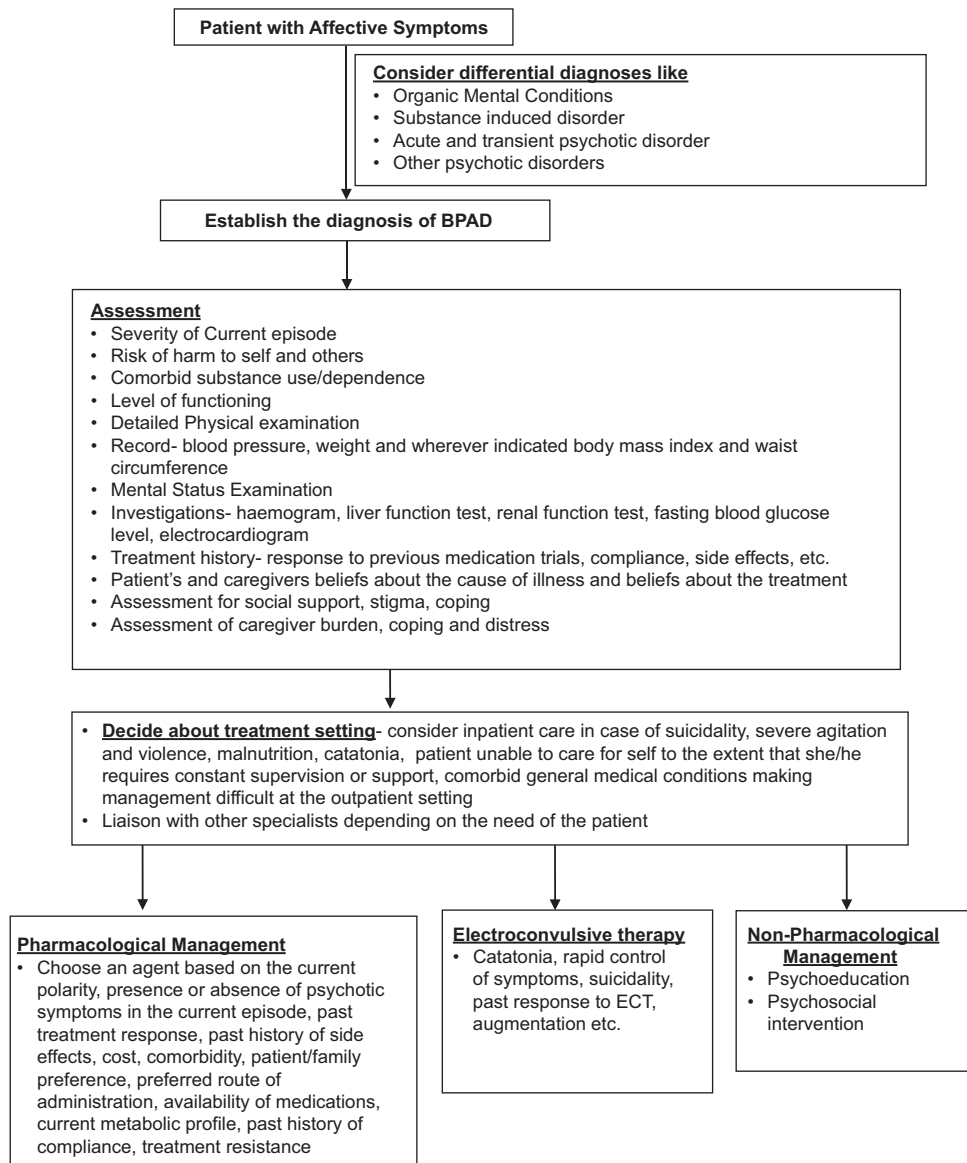 Patient with Affective Symptoms
Consider differential diagnoses like
• Organic Mental Conditions
• Substance induced disorder
• Acute and transient psychotic disorder
• Other psychotic disorders
Establish the diagnosis of BPAD
Assessment
• Severity of Current episode
• Risk of harm to self and others
• Comorbid substance use/dependence
• Level of functioning
• Detailed Physical examination
• Record- blood pressure, weight and wherever indicated body mass index and waist
circumference
• Mental Status Examination
• Investigations- haemogram, liver function test, renal function test, fasting blood glucose
level, electrocardiogram
• Treatment history- response to previous medication trials, compliance, side effects, etc.
• Patient's and caregivers beliefs about the cause of illness and beliefs about the treatment
• Assessment for social support, stigma, coping
• Assessment of caregiver burden, coping and distress
• Decide about treatment setting- consider inpatient care in case of suicidality, severe agitation
and violence, malnutrition, catatonia, patient unable to care for self to the extent that she/he
requires constant supervision or support, comorbid general medical conditions making
management difficult at the outpatient setting
• Liaison with other specialists depending on the need of the patient
Pharmacological Management
• Choose an agent based on the current
polarity, presence or absence of psychotic
symptoms in the current episode, past
treatment response, past history of side
effects, cost, comorbidity, patient/family
preference, preferred route of
administration, availability of medications,
current metabolic profile, past history of
compliance, treatment resistance
Electroconvulsive therapy
• Catatonia, rapid control
of symptoms, suicidality,
past response to ECT,
augmentation etc.
Non-Pharmacological
Management
• Psychoeducation
• Psychosocial
intervention